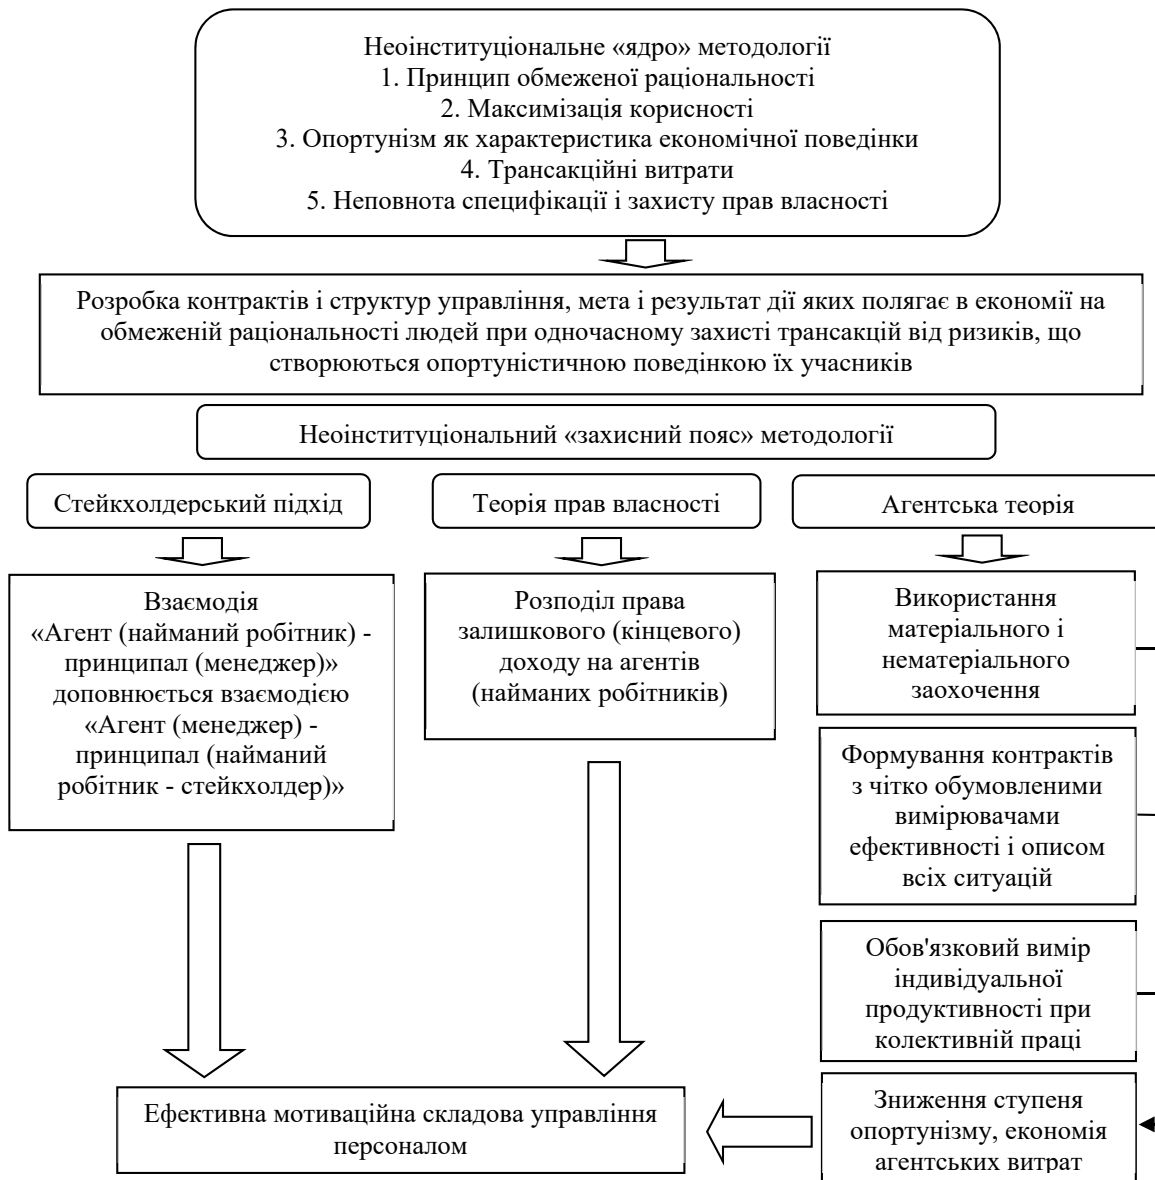 Неоінституціональне «ядро» методології
1. Принцип обмеженої раціональності
2. Максимізація корисності
3. Опортунізм як характеристика економічної поведінки
4. Трансакційні витрати
5. Неповнота специфікації і захисту прав власності
Розробка контрактів і структур управління, мета і результат дії яких полягає в економії на
обмеженій раціональності людей при одночасному захисті трансакцій від ризиків, що
створюються опортуністичною поведінкою їх учасників
Неоінституціональний «захисний пояс» методології
Стейкхолдерський підхід
Теорія прав власності
Агентська теорія
Взаємодія
«Агент (найманий робітник) -
принципал (менеджер)»
доповнюється взаємодією
«Агент (менеджер) -
принципал (найманий
робітник - стейкхолдер)»
Розподіл права
залишкового (кінцевого)
доходу на агентів
(найманих робітників)
Використання
матеріального і
нематеріального
заохочення
Формування контрактів
з чітко обумовленими
вимірювачами
ефективності і описом
всіх ситуацій
Обов'язковий вимір
індивідуальної
продуктивності при
колективній праці
Ефективна мотиваційна складова управління
персоналом
Зниження ступеня
опортунізму, економія
агентських витрат